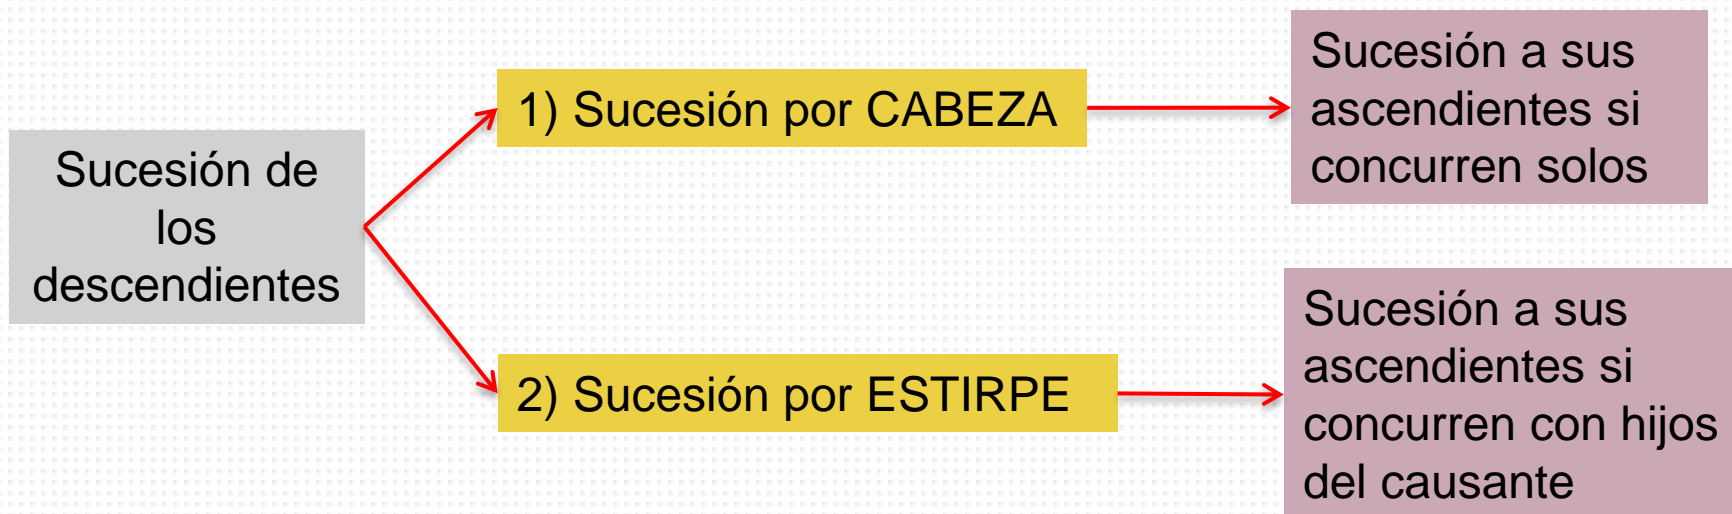 Sucesión de
los
descendientes
1) Sucesión por CABEZA
Sucesión a sus
ascendientes si
concurren solos
2) Sucesión por ESTIRPE
Sucesión a sus
ascendientes si
concurren con hijos
del causante